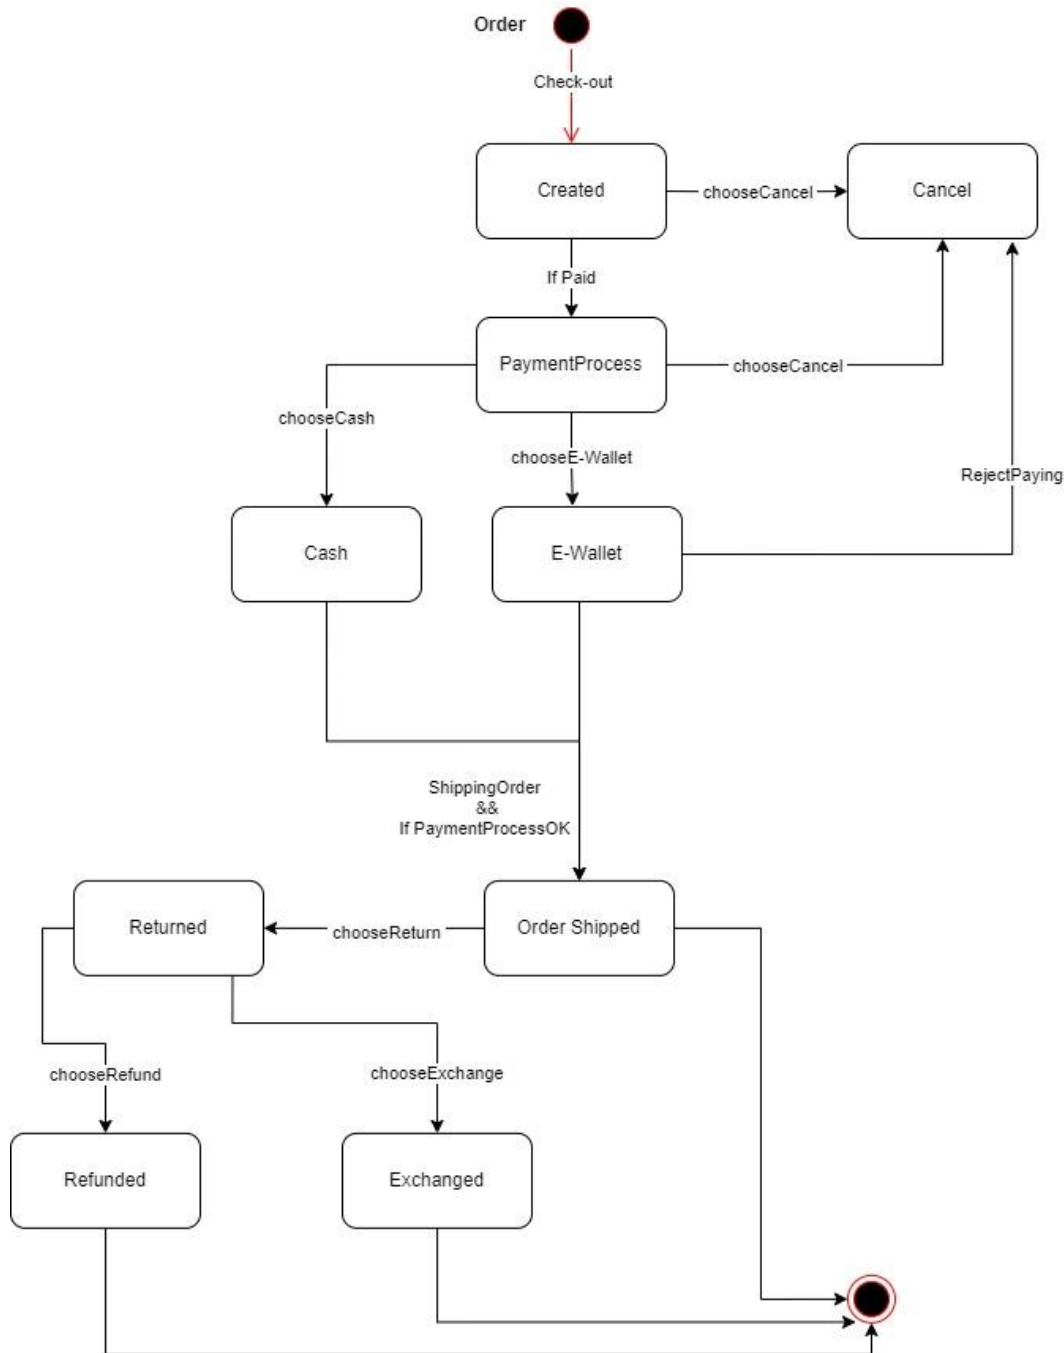 Order
Check-out
Created
chooseCancel
Cancel
If Paid
PaymentProcess
chooseCancel
chooseCash
chooseE-Wallet
RejectPaying
Cash
E-Wallet
ShippingOrder
&&
If PaymentProcessOK
Returned
chooseReturn
Order Shipped
chooseRefund
chooseExchange
Refunded
Exchanged